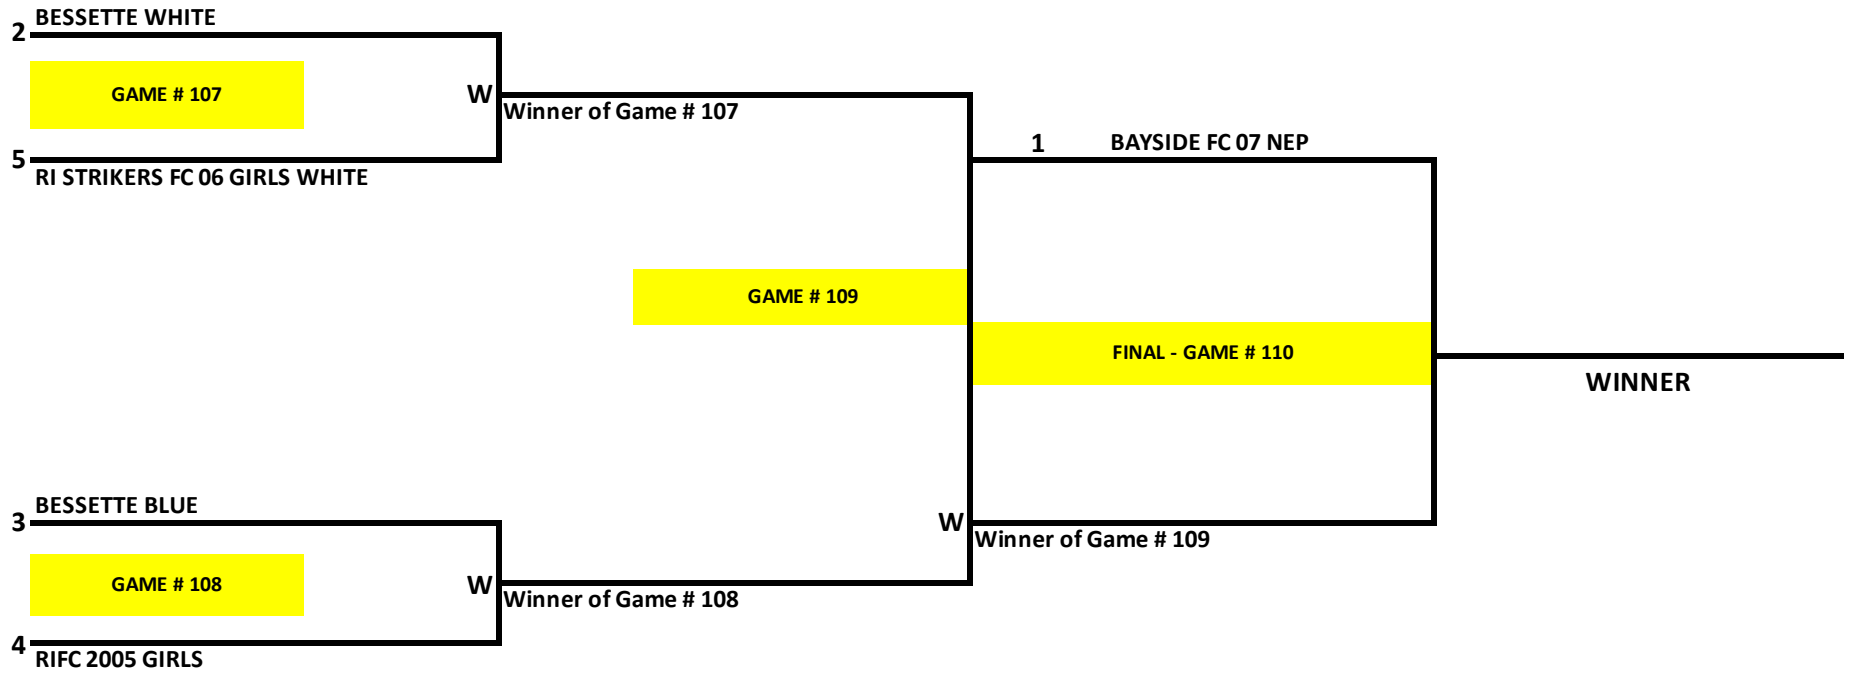 BESSETTE WHITE
2
GAME # 107
W
Winner of Game # 107
5
RI STRIKERS FC 06 GIRLS WHITE
1 BAYSIDE FC 07 NEP
GAME # 109
FINAL - GAME # 110
WINNER
BESSETTE BLUE
3
W
Winner of Game # 109
GAME # 108
W
Winner of Game # 108
4
RIFC 2005 GIRLS